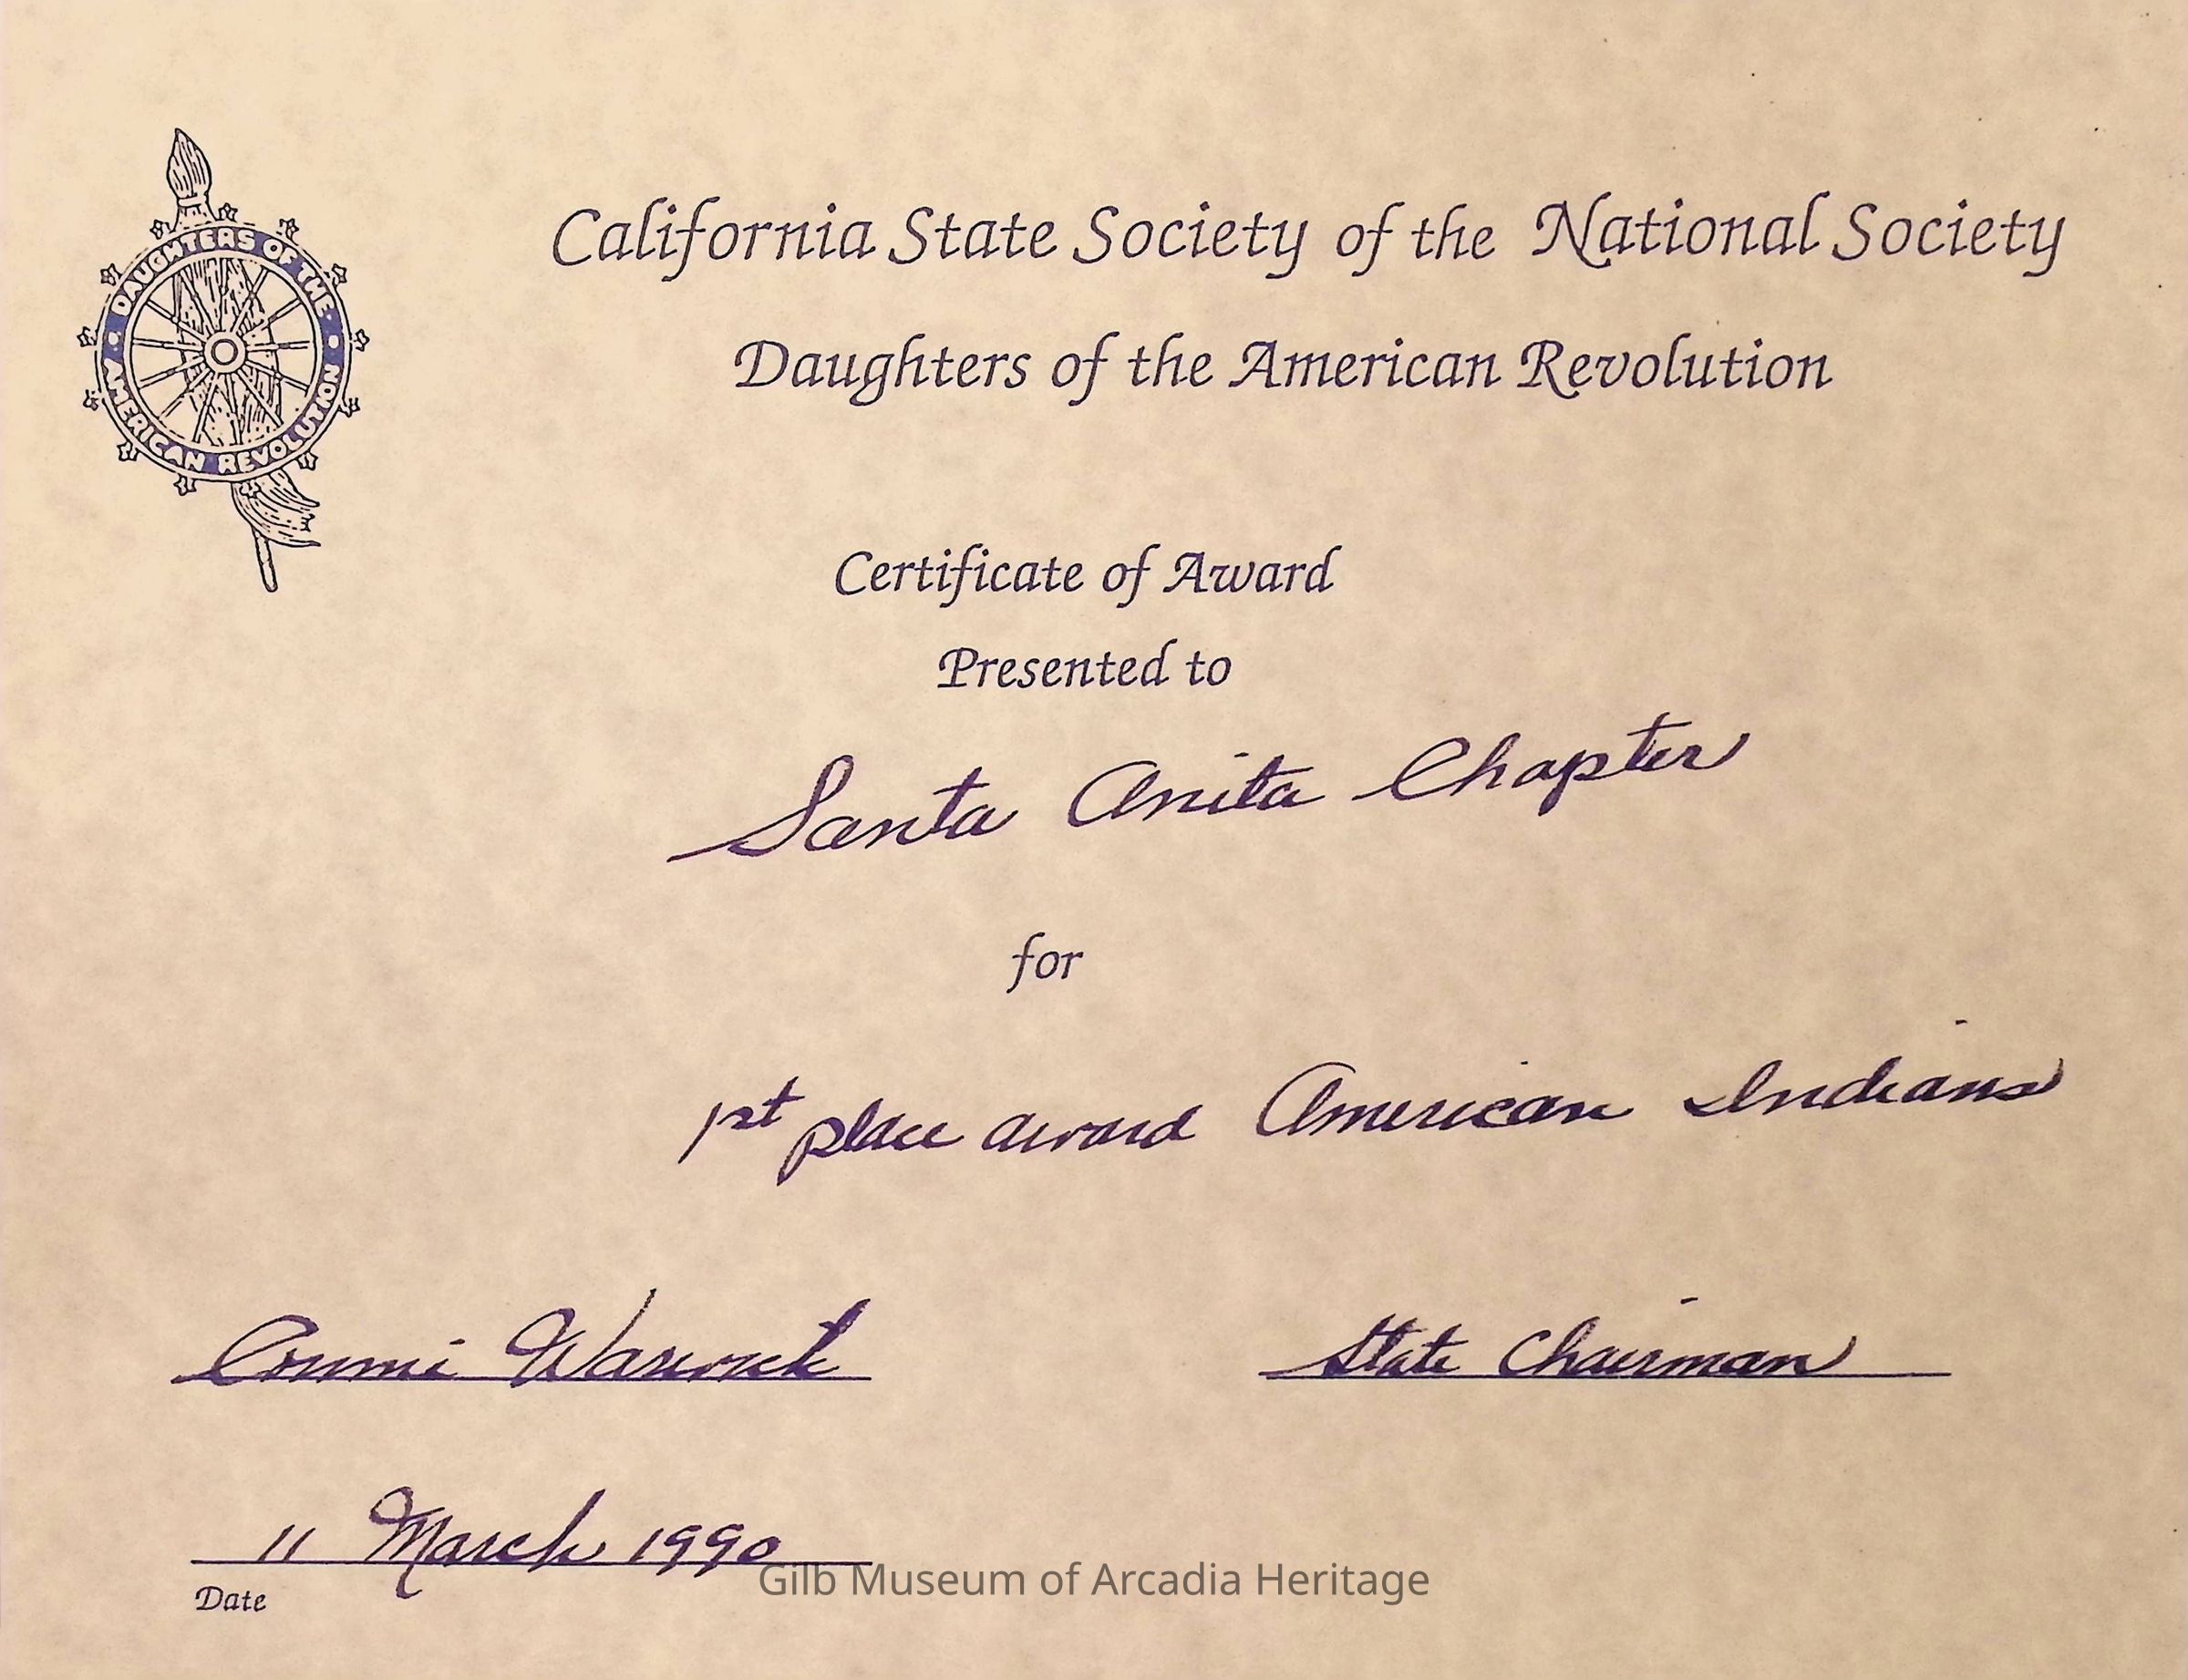 DAUGHTERS OF THE AMERICAN REVOLUTION
California State Society of the National Society
Daughters of the American Revolution
Certificate of Award
Presented to
Santa Anita Chapter
for
1st place award American Indians
Connie Warwick State Chairman
11 March 1990
Date
Gilb Museum of Arcadia Heritage